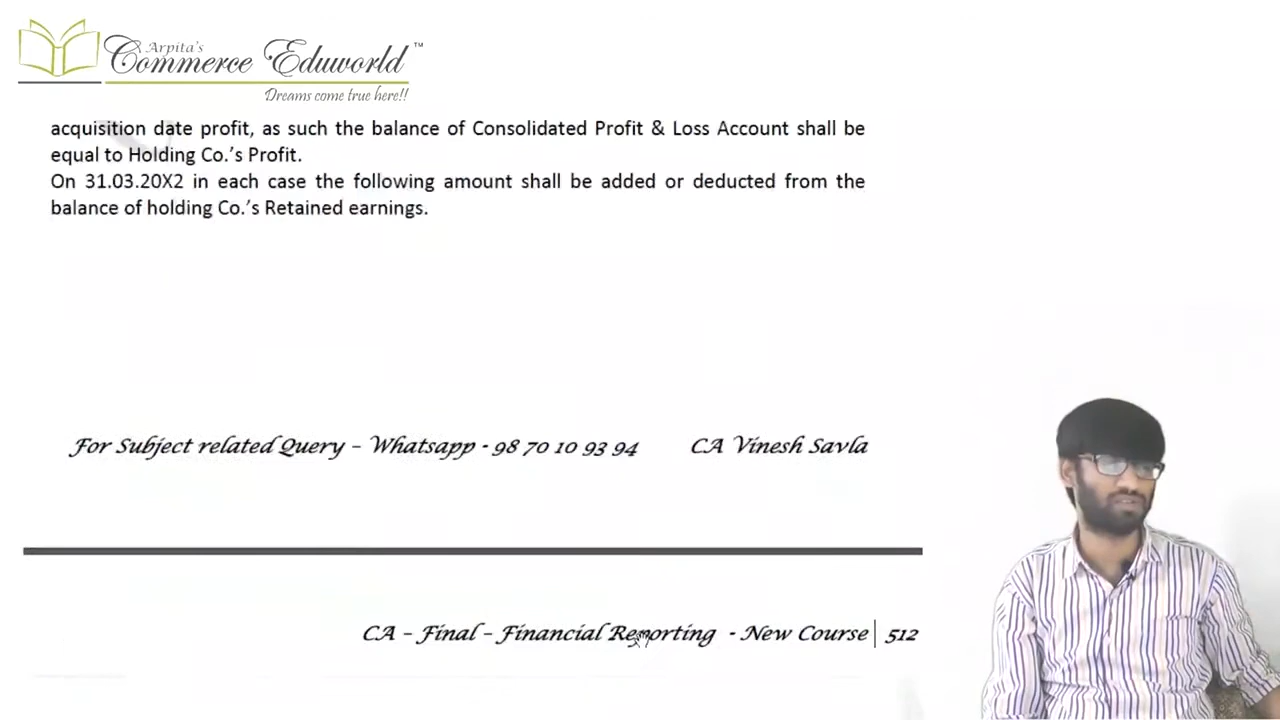 Arpita's
Commerce Eduworld™
Dreams come true here!!
acquisition date profit, as such the balance of Consolidated Profit & Loss Account shall be
equal to Holding Co.'s Profit.
On 31.03.20X2 in each case the following amount shall be added or deducted from the
balance of holding Co.'s Retained earnings.
For Subject related Query – Whatsapp - 98 70 10 93 94 CA Vinesh Savla
CA – Final – Financial Reporting - New Course| 512